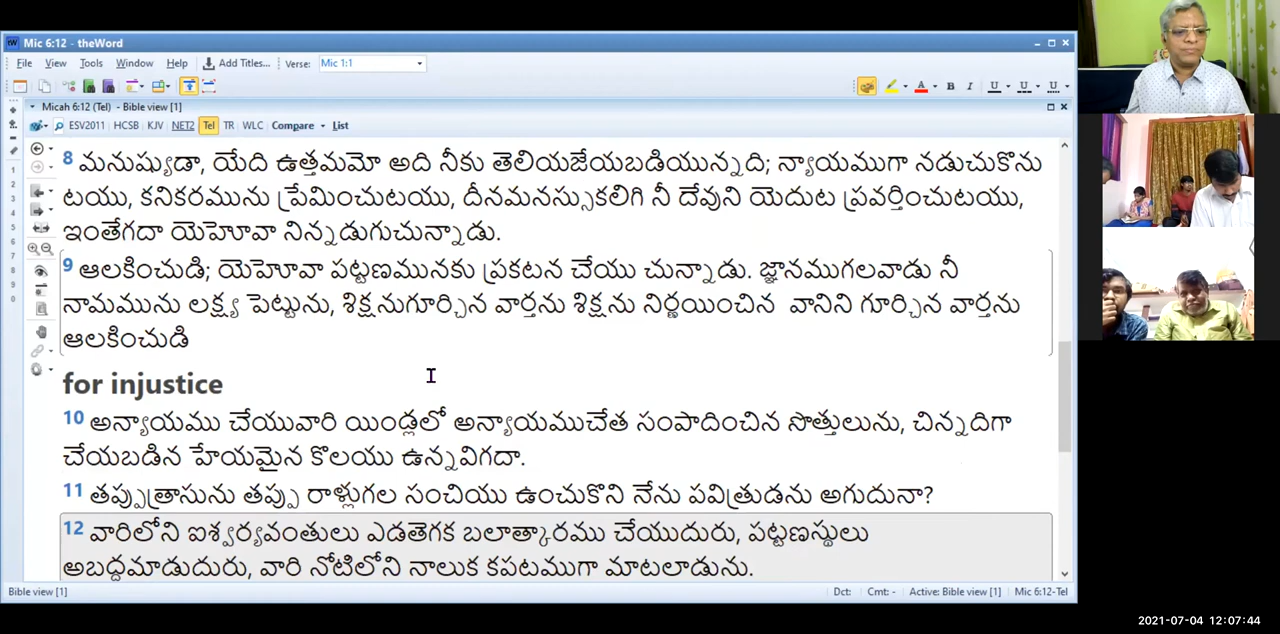 Mic 6:12 - theWord
File View Tools Window Help Add Titles... Verse: Mic 1:1
B I U U U
Micah 6:12 (Tel) - Bible view [1]
ESV2011 HCSB KJV NET2 Tel TR WLC Compare List
8 మనుష్యుడా, యేది ఉత్తమమో అది నీకు తెలియజేయబడియున్నది; న్యాయముగా నడుచుకొను
టయు, కనికరమును ప్రేమించుటయు, దీనమనస్సుకలిగి నీ దేవుని యెదుట ప్రవర్తించుటయు,
ఇంతేగదా యెహోవా నిన్నడుగుచున్నాడు.
9 ఆలకించుడి; యెహోవా పట్టణమునకు ప్రకటన చేయు చున్నాడు. జ్ఞానముగలవాడు నీ
నామమును లక్ష్య పెట్టును, శిక్షనుగూర్చిన వార్తను శిక్షను నిర్ణయించిన వానిని గూర్చిన వార్తను
ఆలకించుడి
for injustice
10 అన్యాయము చేయువారి యిండ్లలో అన్యాయముచేత సంపాదించిన సొత్తులును, చిన్నదిగా
చేయబడిన హేయమైన కొలయు ఉన్నవిగదా.
11 తప్పుత్రాసును తప్పు రాళ్లుగల సంచియు ఉంచుకొని నేను పవిత్రుడను అగుదునా?
12 వారిలోని ఐశ్వర్యవంతులు ఎడతెగక బలాత్కారము చేయుదురు, పట్టణస్థులు
అబద్ధమాడుదురు, వారి నోటిలోని నాలుక కపటముగా మాటలాడును.
Bible view [1] Dct: Cmt: - Active: Bible view [1] Mic 6:12-Tel
2021-07-04 12:07:44